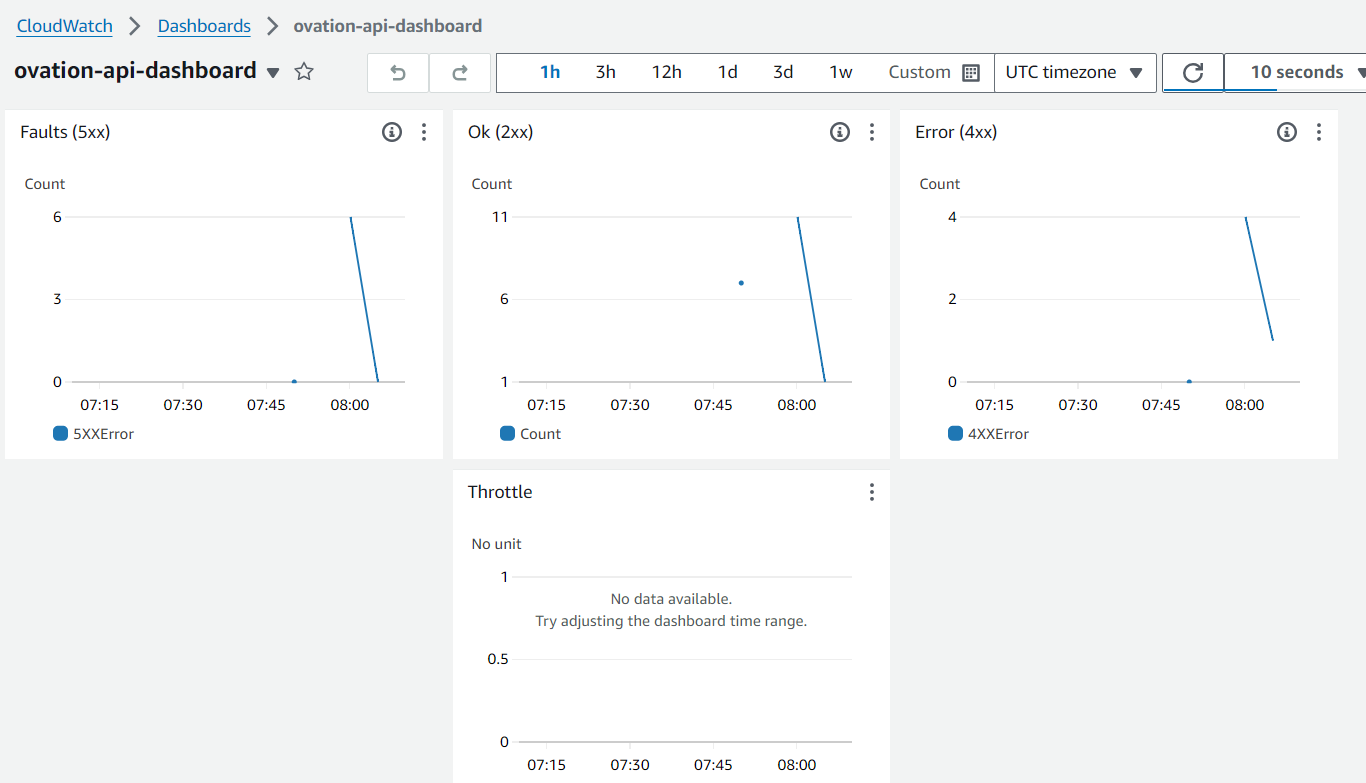 CloudWatch > Dashboards > ovation-api-dashboard
ovation-api-dashboard
1h 3h 12h 1d 3d 1w Custom UTC timezone 10 seconds
Faults (5xx)
Count
6
3
0
07:15 07:30 07:45 08:00
5XXError
Ok (2xx)
Count
11
6
1
07:15 07:30 07:45 08:00
Count
Error (4xx)
Count
4
2
0
07:15 07:30 07:45 08:00
4XXError
Throttle
No unit
1
No data available.
Try adjusting the dashboard time range.
0.5
0
07:15 07:30 07:45 08:00